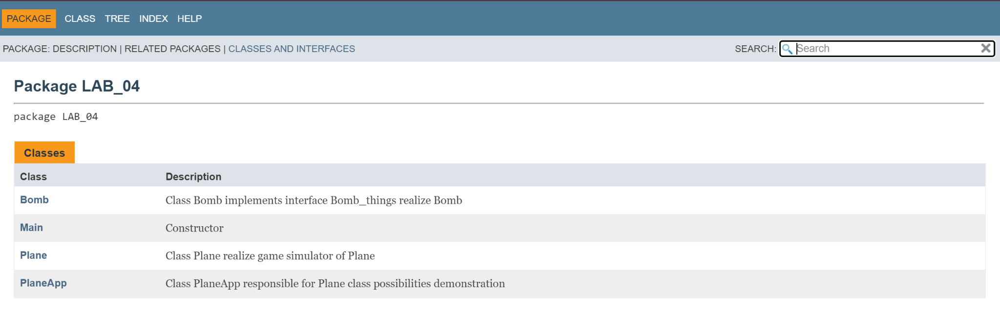 PACKAGE CLASS TREE INDEX HELP
PACKAGE: DESCRIPTION | RELATED PACKAGES | CLASSES AND INTERFACES SEARCH: Search
Package LAB_04
package LAB_04
Classes
Class Description
Bomb Class Bomb implements interface Bomb_things realize Bomb
Main Constructor
Plane Class Plane realize game simulator of Plane
PlaneApp Class PlaneApp responsible for Plane class possibilities demonstration